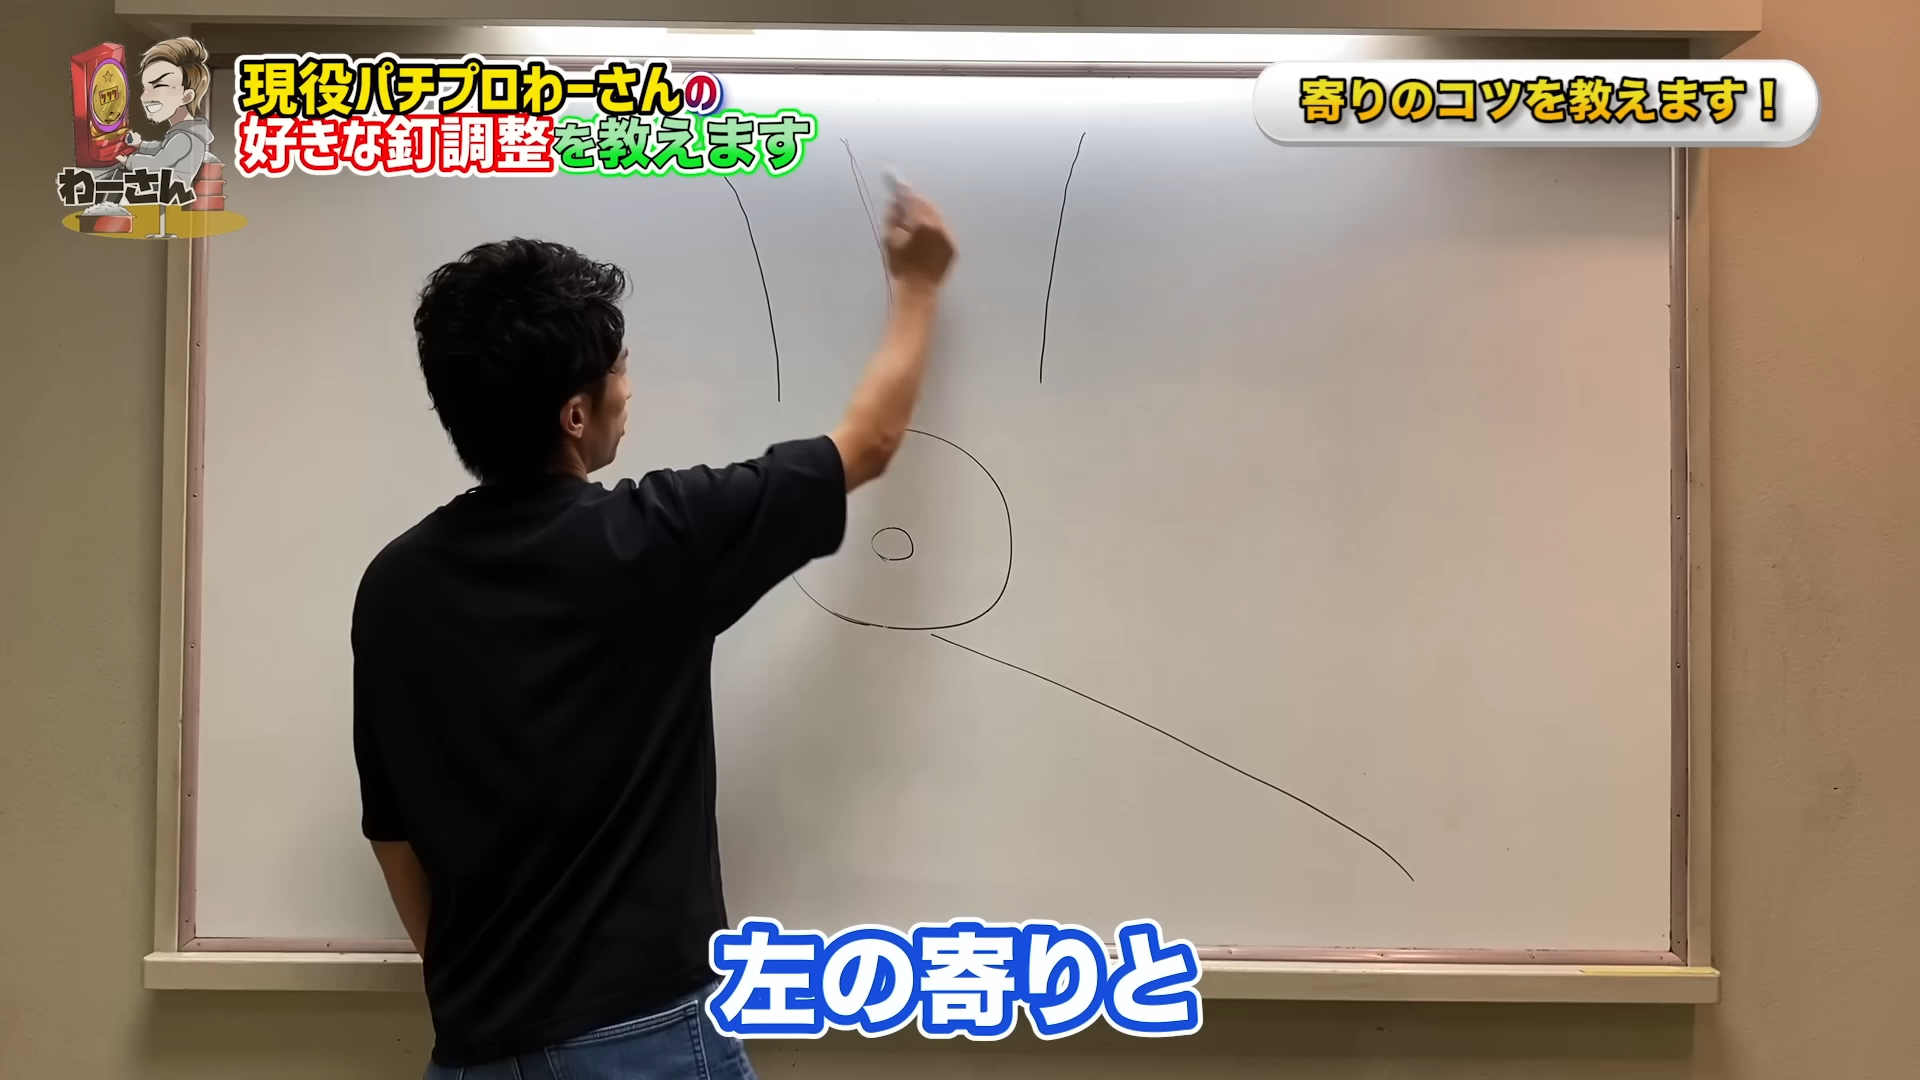 現役パチプロわーさんの
好きな釘調整を教えます
寄りのコツを教えます！
わーさん
左の寄りと